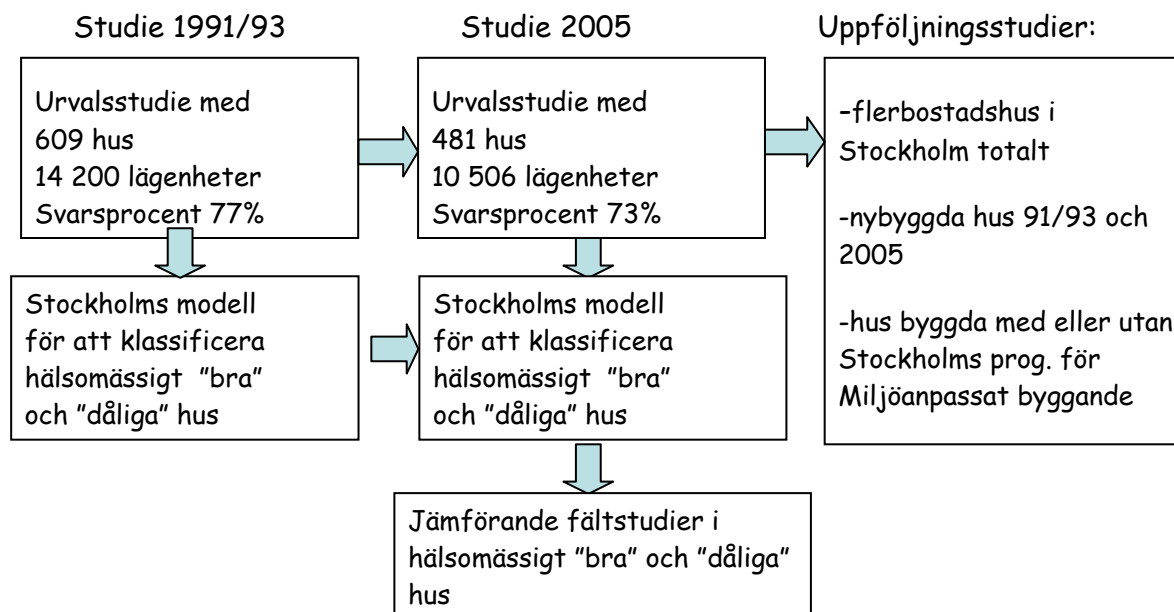 Studie 1991/93
Urvalsstudie med
609 hus
14 200 lägenheter
Svarsprocent 77%
Stockholms modell
för att klassificera
hälsomässigt ”bra”
och ”dåliga” hus
Studie 2005
Urvalsstudie med
481 hus
10 506 lägenheter
Svarsprocent 73%
Stockholms modell
för att klassificera
hälsomässigt ”bra”
och ”dåliga” hus
Jämförande fältstudier i
hälsomässigt ”bra” och ”dåliga”
hus
Uppföljningsstudier:
-flerbostadshus i
Stockholm totalt
-nybyggda hus 91/93 och
2005
-hus byggda med eller utan
Stockholms prog. för
Miljöanpassat byggande